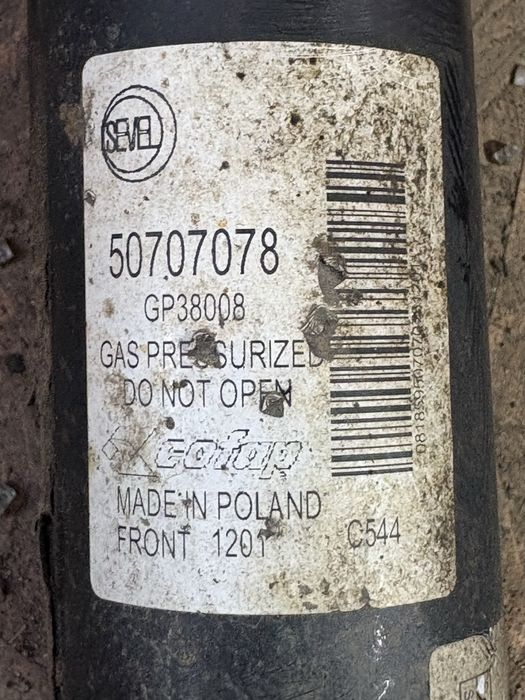 SEVEL
50707078
GP38008
GAS PRESSURIZED
DO NOT OPEN
cofap
MADE IN POLAND
FRONT 1201
C544